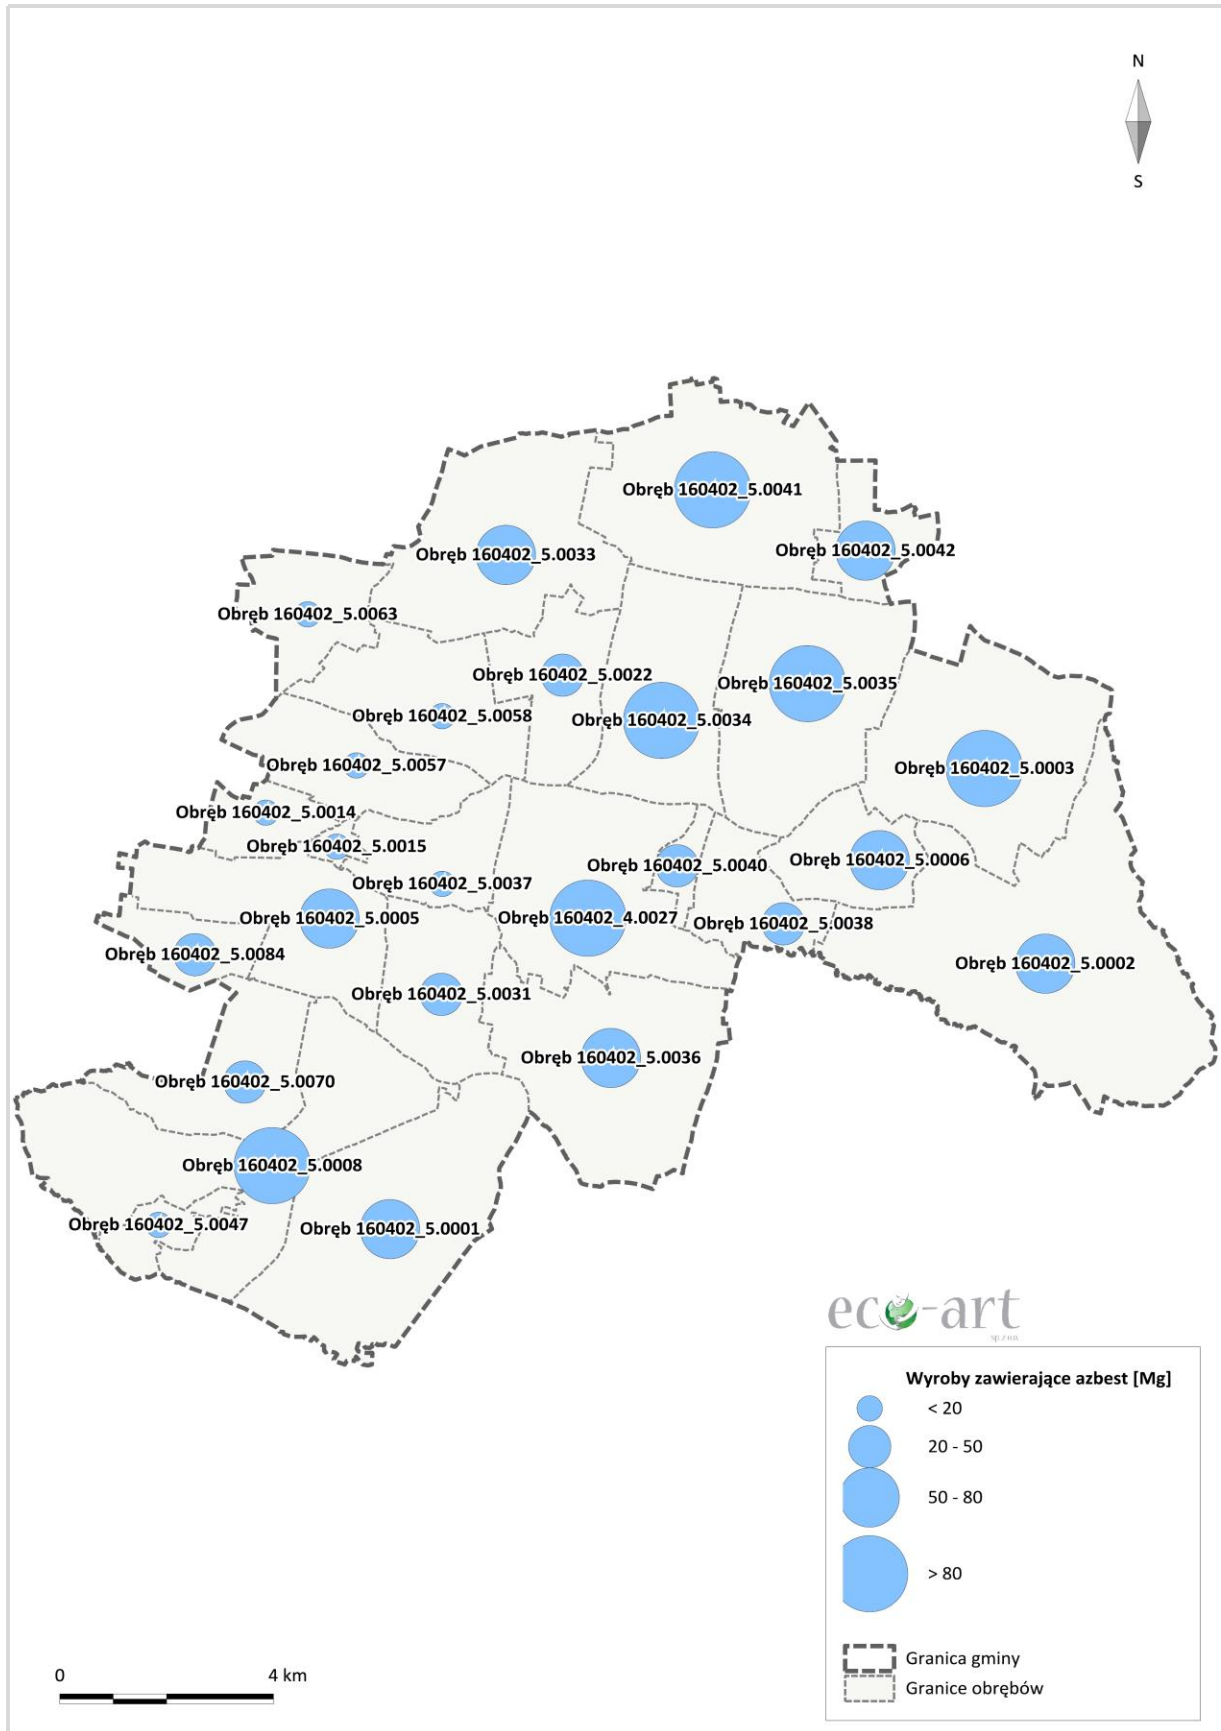 N
S
Obręb 160402_5.0041
Obręb 160402_5.0033
Obręb 160402_5.0042
Obręb 160402_5.0063
Obręb 160402_5.0022
Obręb 160402_5.0035
Obręb 160402_5.0058
Obręb 160402_5.0034
Obręb 160402_5.0057
Obręb 160402_5.0003
Obręb 160402_5.0014
Obręb 160402_5.0015
Obręb 160402_5.0006
Obręb 160402_5.0040
Obręb 160402_5.0037
Obręb 160402_5.0005
Obręb 160402_4.0027
Obręb 160402_5.0038
Obręb 160402_5.0084
Obręb 160402_5.0002
Obręb 160402_5.0031
Obręb 160402_5.0036
Obręb 160402_5.0070
Obręb 160402_5.0008
Obręb 160402_5.0047
Obręb 160402_5.0001
eco-art
sp. z o.o.
Wyroby zawierające azbest [Mg]
< 20
20 - 50
50 - 80
> 80
Granica gminy
Granice obrębów
0 4 km